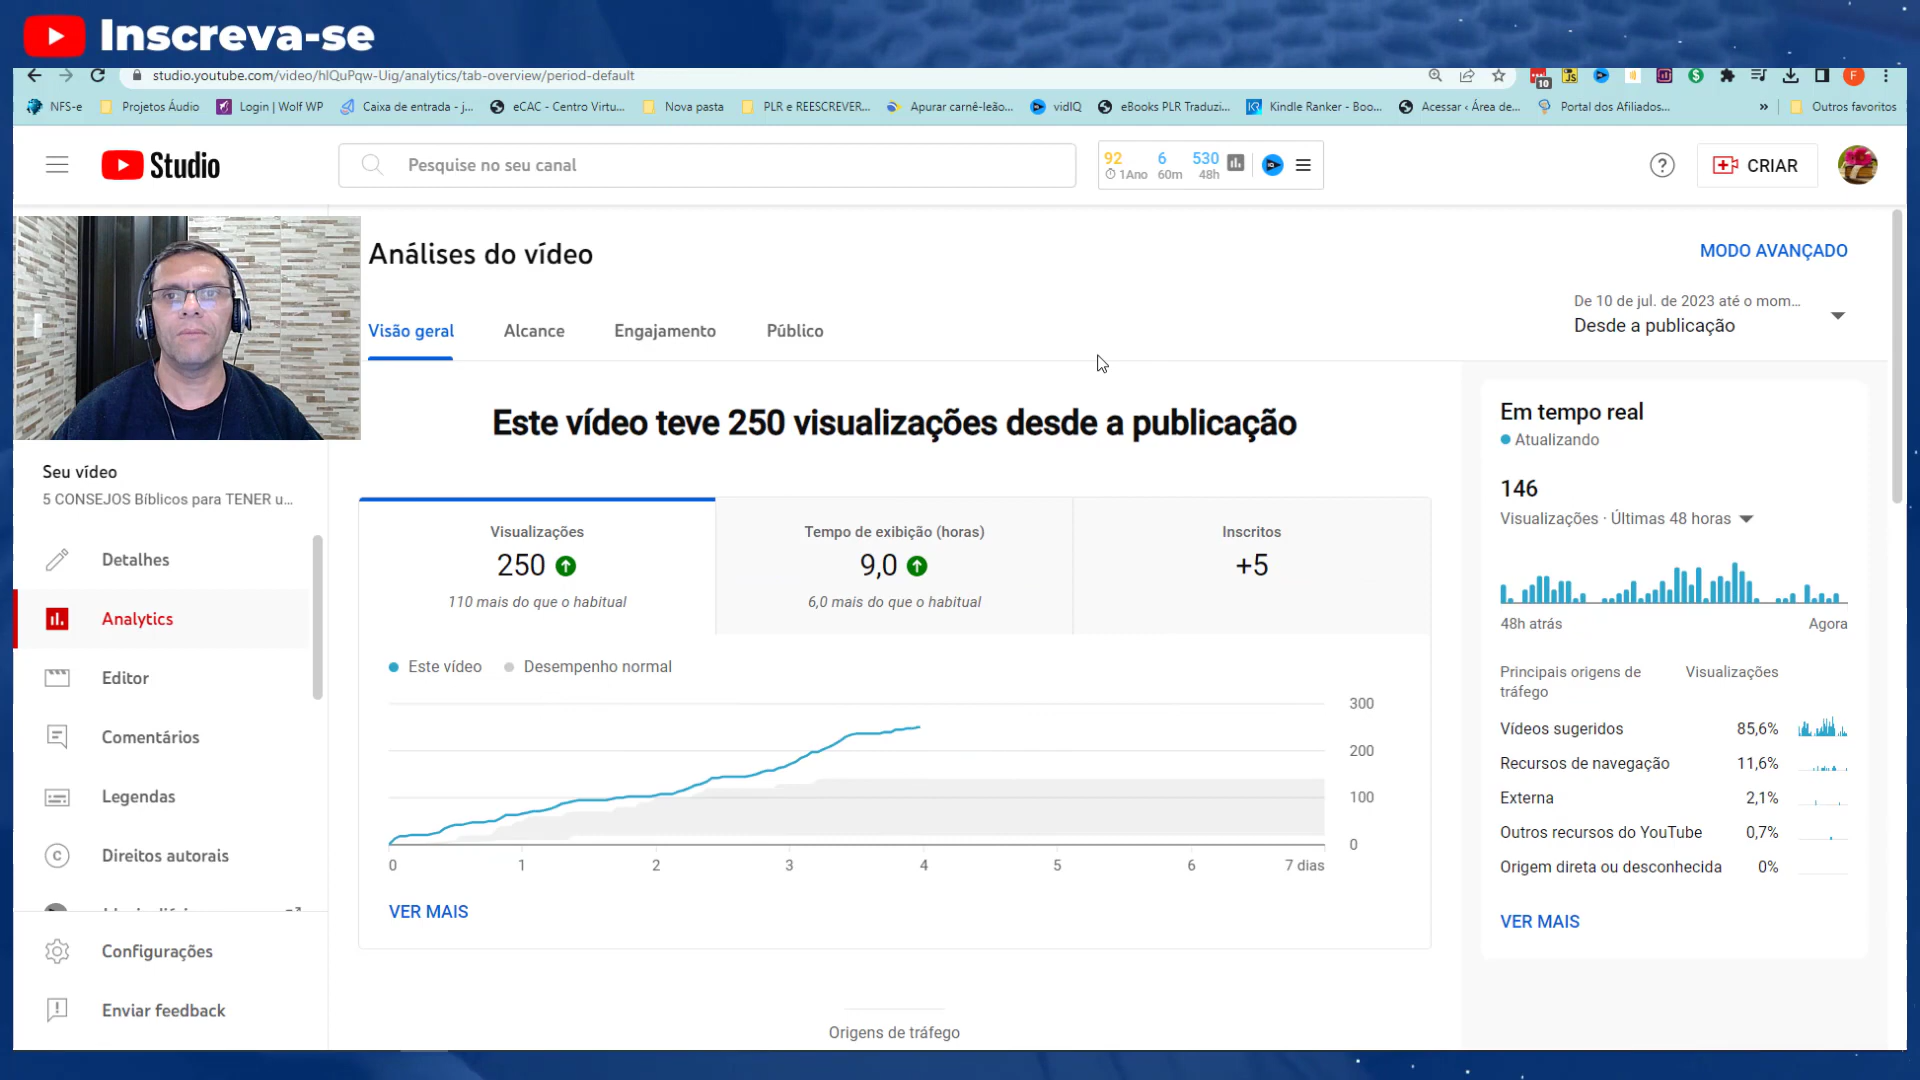 Inscreva-se
studio.youtube.com/video/hlQuPqw-Uig/analytics/tab-overview/period-default
10
JS
F
NFS-e
Projetos Áudio
Login | Wolf WP
Caixa de entrada - j...
eCAC - Centro Virtu...
Nova pasta
PLR e REESCREVER...
Apurar carnê-leão...
vidIQ
eBooks PLR Traduzi...
Kindle Ranker - Boo...
Acessar ‹ Área de...
Portal dos Afiliados...
»
Outros favoritos
Studio
Pesquise no seu canal
92 6 530
1Ano 60m 48h
CRIAR
Análises do vídeo
MODO AVANÇADO
De 10 de jul. de 2023 até o mom...
Desde a publicação
Visão geral
Alcance
Engajamento
Público
Este vídeo teve 250 visualizações desde a publicação
Seu vídeo
5 CONSEJOS Bíblicos para TENER u...
Detalhes
Analytics
Editor
Comentários
Legendas
Direitos autorais
Configurações
Enviar feedback
Visualizações
250
110 mais do que o habitual
Tempo de exibição (horas)
9,0
6,0 mais do que o habitual
Inscritos
+5
Este vídeo
Desempenho normal
300
200
100
0
0 1 2 3 4 5 6 7 dias
VER MAIS
Origens de tráfego
Em tempo real
Atualizando
146
Visualizações · Últimas 48 horas
48h atrás
Agora
Principais origens de tráfego
Visualizações
Vídeos sugeridos 85,6%
Recursos de navegação 11,6%
Externa 2,1%
Outros recursos do YouTube 0,7%
Origem direta ou desconhecida 0%
VER MAIS